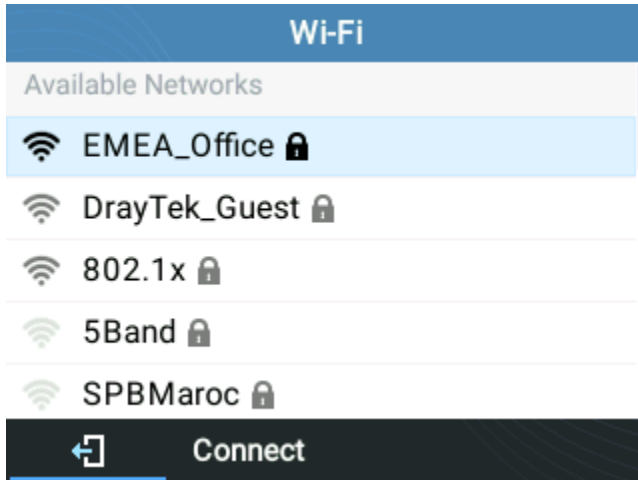 Wi-Fi
Available Networks
EMEA_Office
DrayTek_Guest
802.1x
5Band
SPBMaroc
Connect